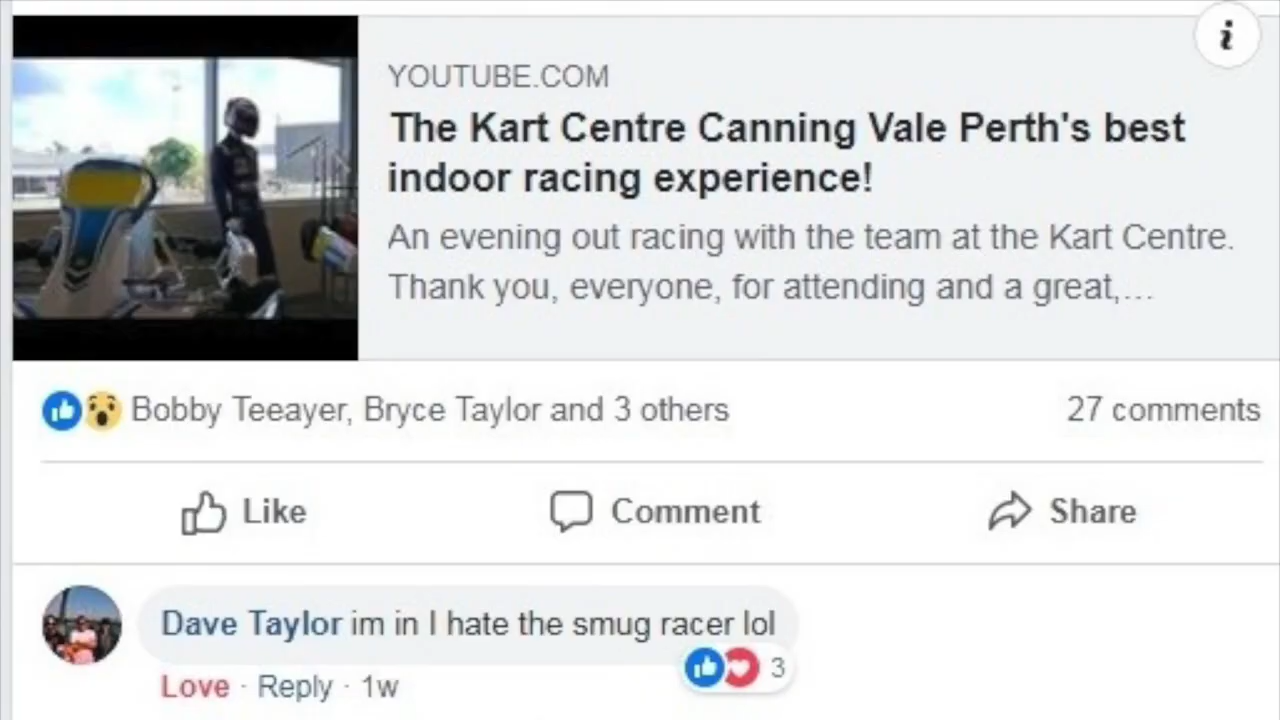 YOUTUBE.COM
The Kart Centre Canning Vale Perth's best
indoor racing experience!
An evening out racing with the team at the Kart Centre.
Thank you, everyone, for attending and a great,...
Bobby Teeayer, Bryce Taylor and 3 others
27 comments
Like
Comment
Share
Dave Taylor im in I hate the smug racer lol
3
Love · Reply · 1w